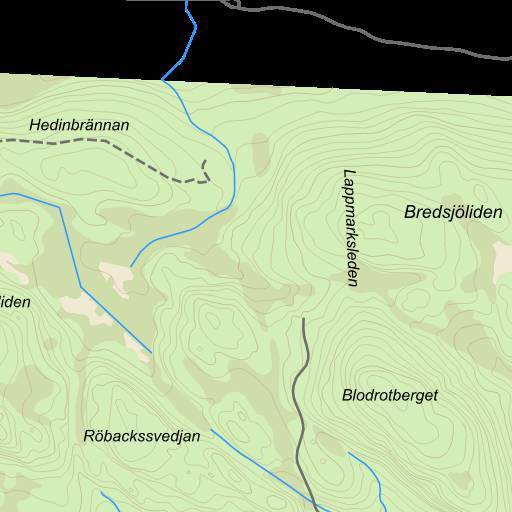 Hedinbrännan
Lappmarksleden
Bredsjöliden
liden
Blodrotberget
Röbackssvedjan